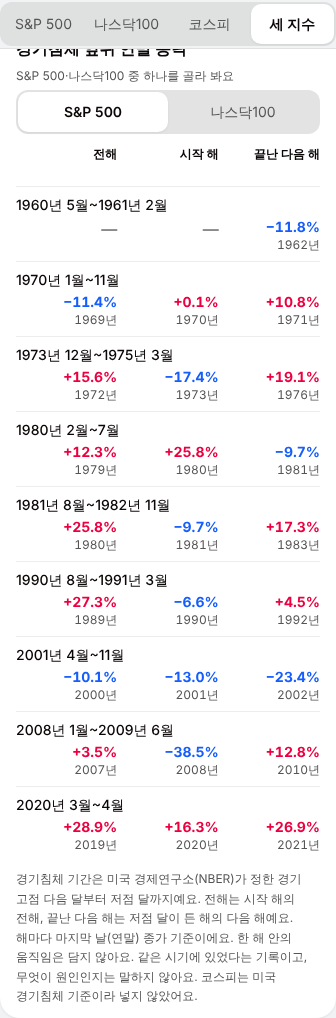 S&P 500 나스닥100 코스피 세 지수
경기침체 앞뒤 연말 등락
S&P 500·나스닥100 중 하나를 골라 봐요
S&P 500 나스닥100
전해 시작 해 끝난 다음 해
1960년 5월~1961년 2월
— — −11.8%
1962년
1970년 1월~11월
−11.4% +0.1% +10.8%
1969년 1970년 1971년
1973년 12월~1975년 3월
+15.6% −17.4% +19.1%
1972년 1973년 1976년
1980년 2월~7월
+12.3% +25.8% −9.7%
1979년 1980년 1981년
1981년 8월~1982년 11월
+25.8% −9.7% +17.3%
1980년 1981년 1983년
1990년 8월~1991년 3월
+27.3% −6.6% +4.5%
1989년 1990년 1992년
2001년 4월~11월
−10.1% −13.0% −23.4%
2000년 2001년 2002년
2008년 1월~2009년 6월
+3.5% −38.5% +12.8%
2007년 2008년 2010년
2020년 3월~4월
+28.9% +16.3% +26.9%
2019년 2020년 2021년
경기침체 기간은 미국 경제연구소(NBER)가 정한 경기
고점 다음 달부터 저점 달까지예요. 전해는 시작 해의
전해, 끝난 다음 해는 저점 달이 든 해의 다음 해예요.
해마다 마지막 날(연말) 종가 기준이에요. 한 해 안의
움직임은 담지 않아요. 같은 시기에 있었다는 기록이고,
무엇이 원인인지는 말하지 않아요. 코스피는 미국
경기침체 기준이라 넣지 않았어요.